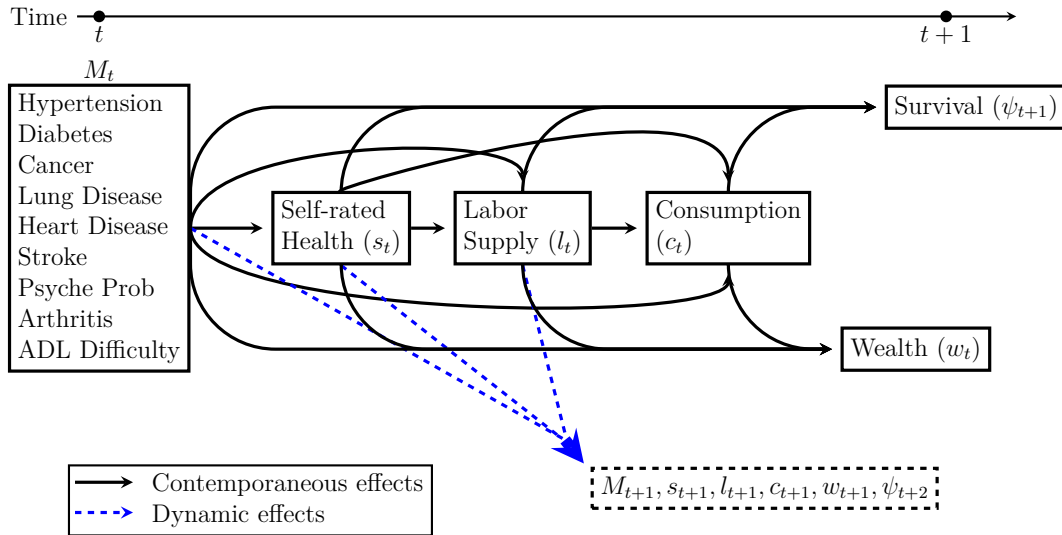 Time
t
t + 1
M_t
Hypertension
Diabetes
Cancer
Lung Disease
Heart Disease
Stroke
Psyche Prob
Arthritis
ADL Difficulty
Self-rated
Health (s_t)
Labor
Supply (l_t)
Consumption
(c_t)
Survival (ψ_{t+1})
Wealth (w_t)
M_{t+1}, s_{t+1}, l_{t+1}, c_{t+1}, w_{t+1}, ψ_{t+2}
Contemporaneous effects
Dynamic effects